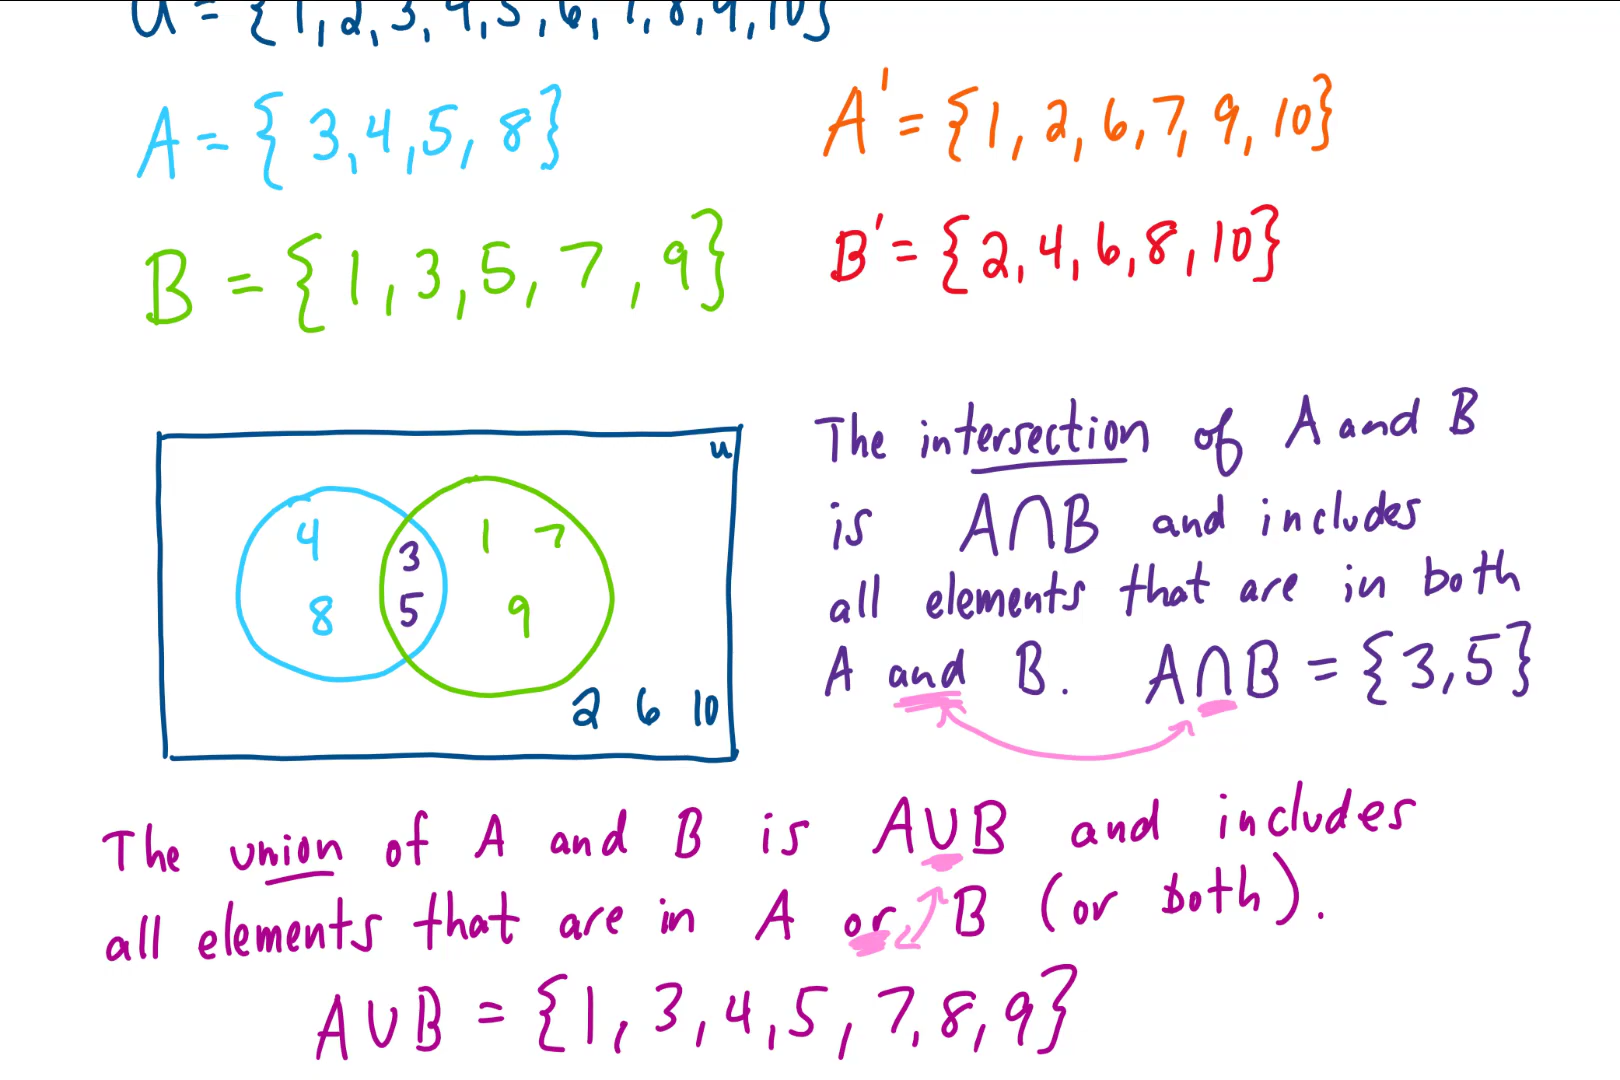 U = {1, 2, 3, 4, 5, 6, 7, 8, 9, 10}
A = {3, 4, 5, 8}
A' = {1, 2, 6, 7, 9, 10}
B = {1, 3, 5, 7, 9}
B' = {2, 4, 6, 8, 10}
u
4 3 1 7
8 5 9
2 6 10
The intersection of A and B
is A∩B and includes
all elements that are in both
A and B. A∩B = {3, 5}
The union of A and B is A∪B and includes
all elements that are in A or B (or both).
A∪B = {1, 3, 4, 5, 7, 8, 9}